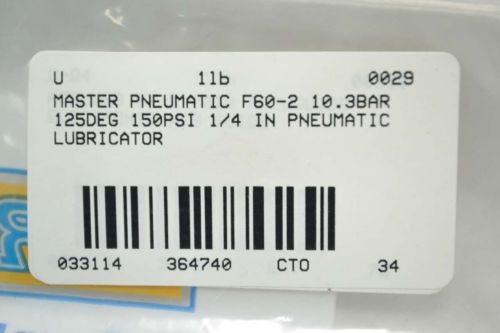 U 1lb 0029
MASTER PNEUMATIC F60-2 10.3BAR
125DEG 150PSI 1/4 IN PNEUMATIC
LUBRICATOR
033114 364740 CTO 34